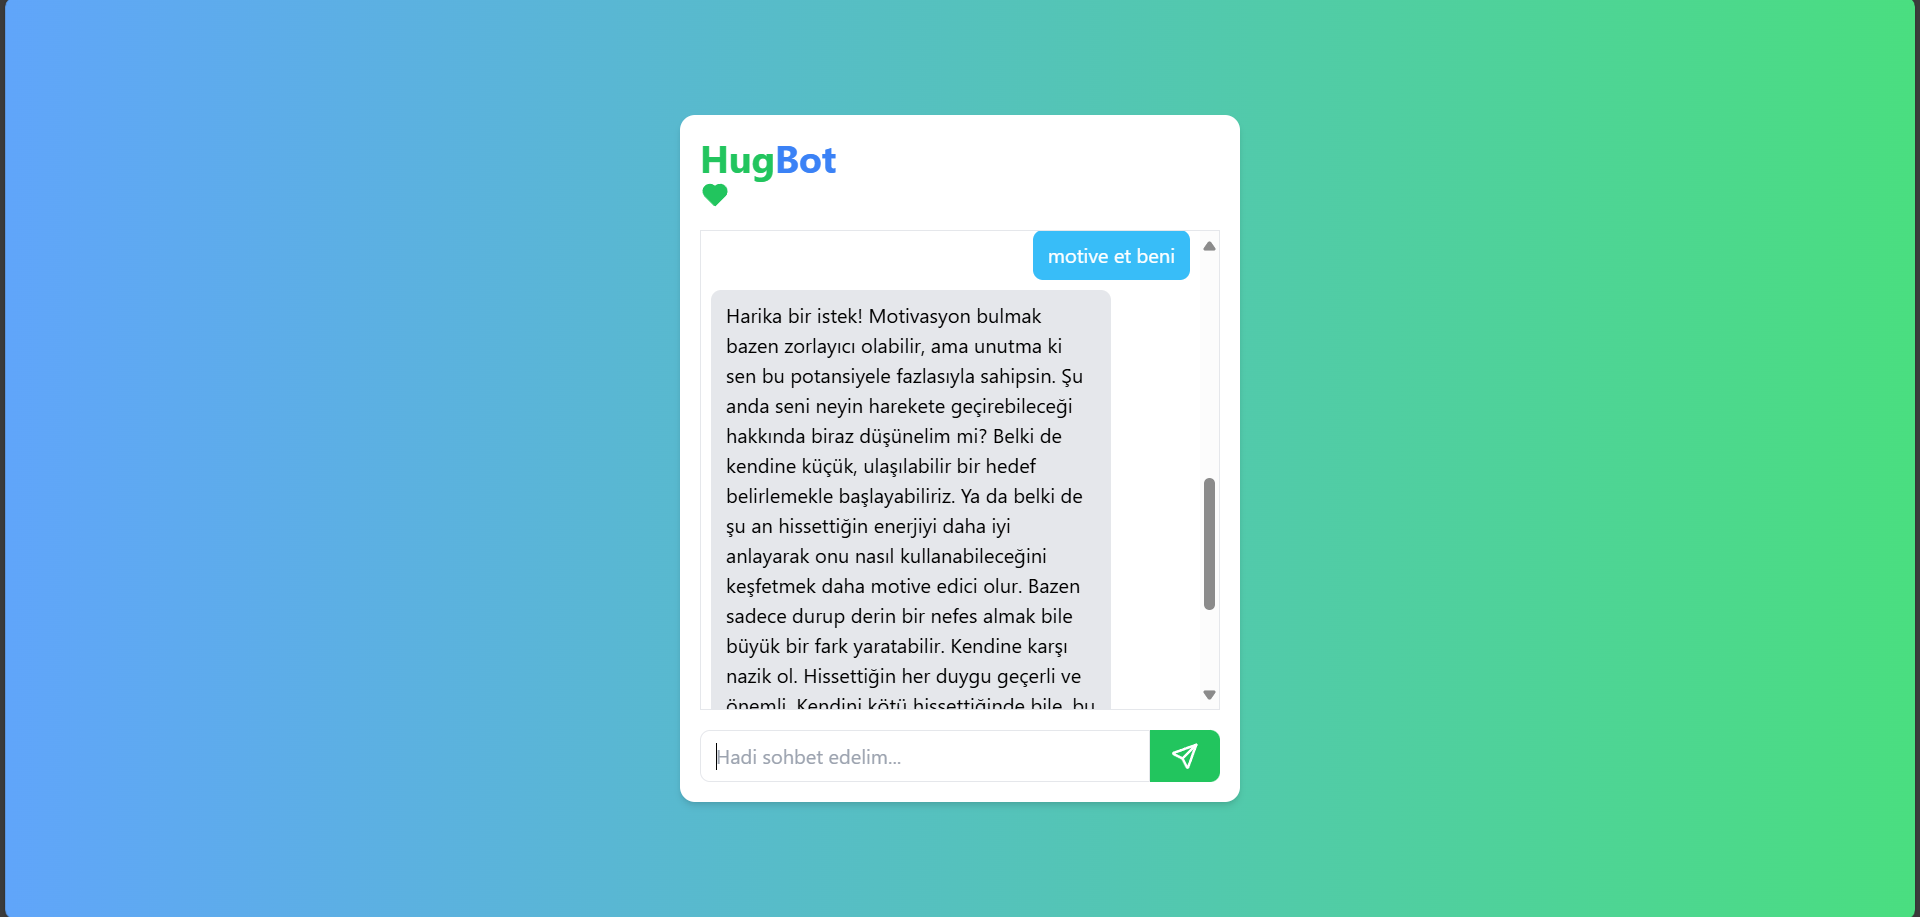 HugBot
motive et beni
Harika bir istek! Motivasyon bulmak
bazen zorlayıcı olabilir, ama unutma ki
sen bu potansiyele fazlasıyla sahipsin. Şu
anda seni neyin harekete geçirebileceği
hakkında biraz düşünelim mi? Belki de
kendine küçük, ulaşılabilir bir hedef
belirlemekle başlayabiliriz. Ya da belki de
şu an hissettiğin enerjiyi daha iyi
anlayarak onu nasıl kullanabileceğini
keşfetmek daha motive edici olur. Bazen
sadece durup derin bir nefes almak bile
büyük bir fark yaratabilir. Kendine karşı
nazik ol. Hissettiğin her duygu geçerli ve
önemli. Kendini kötü hissettiğinde bile, bu
Hadi sohbet edelim...